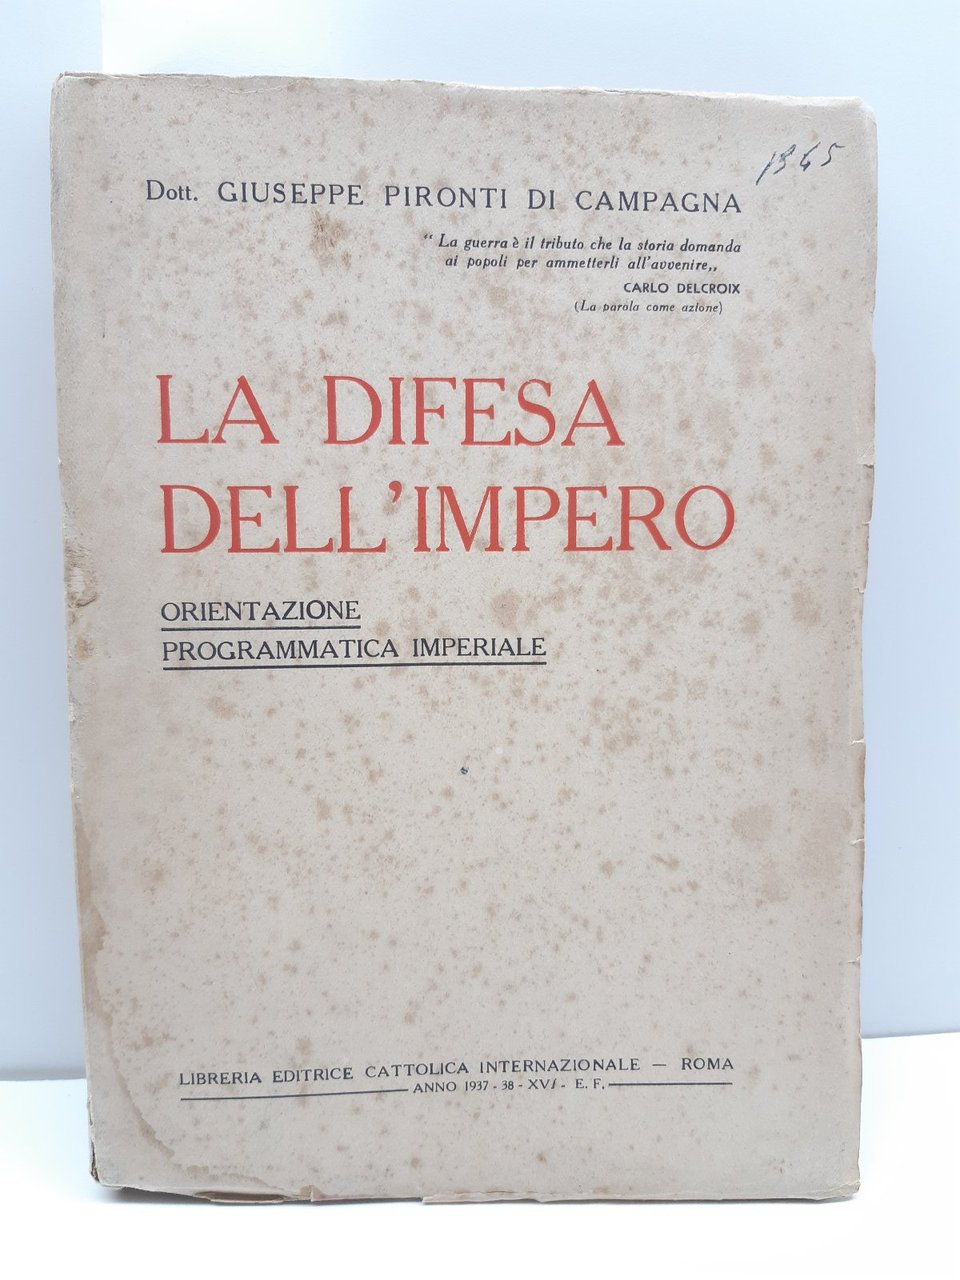 1365
Dott. GIUSEPPE PIRONTI DI CAMPAGNA
“ La guerra è il tributo che la storia domanda
ai popoli per ammetterli all'avvenire„
CARLO DELCROIX
(La parola come azione)
LA DIFESA
DELL'IMPERO
ORIENTAZIONE
PROGRAMMATICA IMPERIALE
LIBRERIA EDITRICE CATTOLICA INTERNAZIONALE — ROMA
ANNO 1937 - 38 - XVI - E. F.